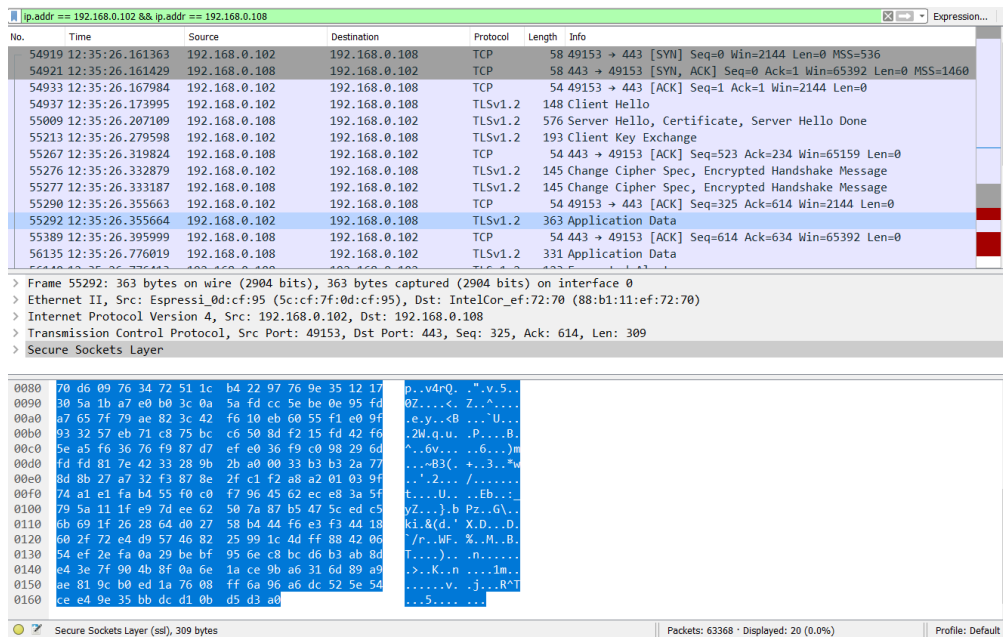 ip.addr == 192.168.0.102 && ip.addr == 192.168.0.108 Expression...
No. Time Source Destination Protocol Length Info
54919 12:35:26.161363 192.168.0.102 192.168.0.108 TCP 58 49153 → 443 [SYN] Seq=0 Win=2144 Len=0 MSS=536
54921 12:35:26.161429 192.168.0.108 192.168.0.102 TCP 58 443 → 49153 [SYN, ACK] Seq=0 Ack=1 Win=65392 Len=0 MSS=1460
54933 12:35:26.167984 192.168.0.102 192.168.0.108 TCP 54 49153 → 443 [ACK] Seq=1 Ack=1 Win=2144 Len=0
54937 12:35:26.173995 192.168.0.102 192.168.0.108 TLSv1.2 148 Client Hello
55009 12:35:26.207109 192.168.0.108 192.168.0.102 TLSv1.2 576 Server Hello, Certificate, Server Hello Done
55213 12:35:26.279598 192.168.0.102 192.168.0.108 TLSv1.2 193 Client Key Exchange
55267 12:35:26.319824 192.168.0.108 192.168.0.102 TCP 54 443 → 49153 [ACK] Seq=523 Ack=234 Win=65159 Len=0
55276 12:35:26.332879 192.168.0.102 192.168.0.108 TLSv1.2 145 Change Cipher Spec, Encrypted Handshake Message
55277 12:35:26.333187 192.168.0.108 192.168.0.102 TLSv1.2 145 Change Cipher Spec, Encrypted Handshake Message
55290 12:35:26.355663 192.168.0.102 192.168.0.108 TCP 54 49153 → 443 [ACK] Seq=325 Ack=614 Win=2144 Len=0
55292 12:35:26.355664 192.168.0.102 192.168.0.108 TLSv1.2 363 Application Data
55389 12:35:26.395999 192.168.0.108 192.168.0.102 TCP 54 443 → 49153 [ACK] Seq=614 Ack=634 Win=65392 Len=0
56135 12:35:26.776019 192.168.0.108 192.168.0.102 TLSv1.2 331 Application Data
> Frame 55292: 363 bytes on wire (2904 bits), 363 bytes captured (2904 bits) on interface 0
> Ethernet II, Src: Espressi_0d:cf:95 (5c:cf:7f:0d:cf:95), Dst: IntelCor_ef:72:70 (88:b1:11:ef:72:70)
> Internet Protocol Version 4, Src: 192.168.0.102, Dst: 192.168.0.108
> Transmission Control Protocol, Src Port: 49153, Dst Port: 443, Seq: 325, Ack: 614, Len: 309
> Secure Sockets Layer
0080 70 d6 09 76 34 72 51 1c b4 22 97 76 9e 35 12 17 p..v4rQ. .".v.5..
0090 30 5a 1b a7 e0 b0 3c 0a 5a fd cc 5e be 0e 95 fd 0Z....<. Z..^....
00a0 a7 65 7f 79 ae 82 3c 42 f6 10 eb 60 55 f1 e0 9f .e.y..<B ...`U...
00b0 93 32 57 eb 71 c8 75 bc c6 50 8d f2 15 fd 42 f6 .2W.q.u. .P....B.
00c0 5e a5 f6 36 76 f9 87 d7 ef e0 36 f9 c0 98 29 6d ^..6v... ..6...)m
00d0 fd fd 81 7e 42 33 28 9b 2b a0 00 33 b3 b3 2a 77 ...~B3(. +..3..*w
00e0 8d 8b 27 a7 32 f3 87 8e 2f c1 f2 a8 a2 01 03 9f ..'.2... /.......
00f0 74 a1 e1 fa b4 55 f0 c0 f7 96 45 62 ec e8 3a 5f t....U.. ..Eb..:_
0100 79 5a 11 1f e9 7d ee 62 50 7a 87 b5 47 5c ed c5 yZ...}.b Pz..G\..
0110 6b 69 1f 26 28 64 d0 27 58 b4 44 f6 e3 f3 44 18 ki.&(d.' X.D...D.
0120 60 2f 72 e4 d9 57 46 82 25 99 1c 4d ff 88 42 06 `/r..WF. %..M..B.
0130 54 ef 2e fa 0a 29 be bf 95 6e c8 bc d6 b3 ab 8d T....).. .n......
0140 e4 3e 7f 90 4b 8f 0a 6e 1a ce 9b a6 31 6d 89 a9 .>..K..n ....1m..
0150 ae 81 9c b0 ed 1a 76 08 ff 6a 96 a6 dc 52 5e 54 ......v. .j...R^T
0160 ce e4 9e 35 bb dc d1 0b d5 d3 a0 ...5.... ...
Secure Sockets Layer (ssl), 309 bytes Packets: 63368 · Displayed: 20 (0.0%) Profile: Default